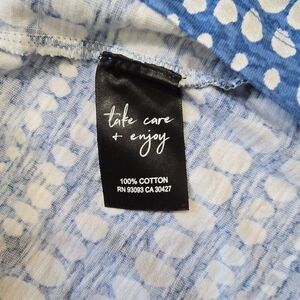 take care
+ enjoy
100% COTTON
RN 93093 CA 30427